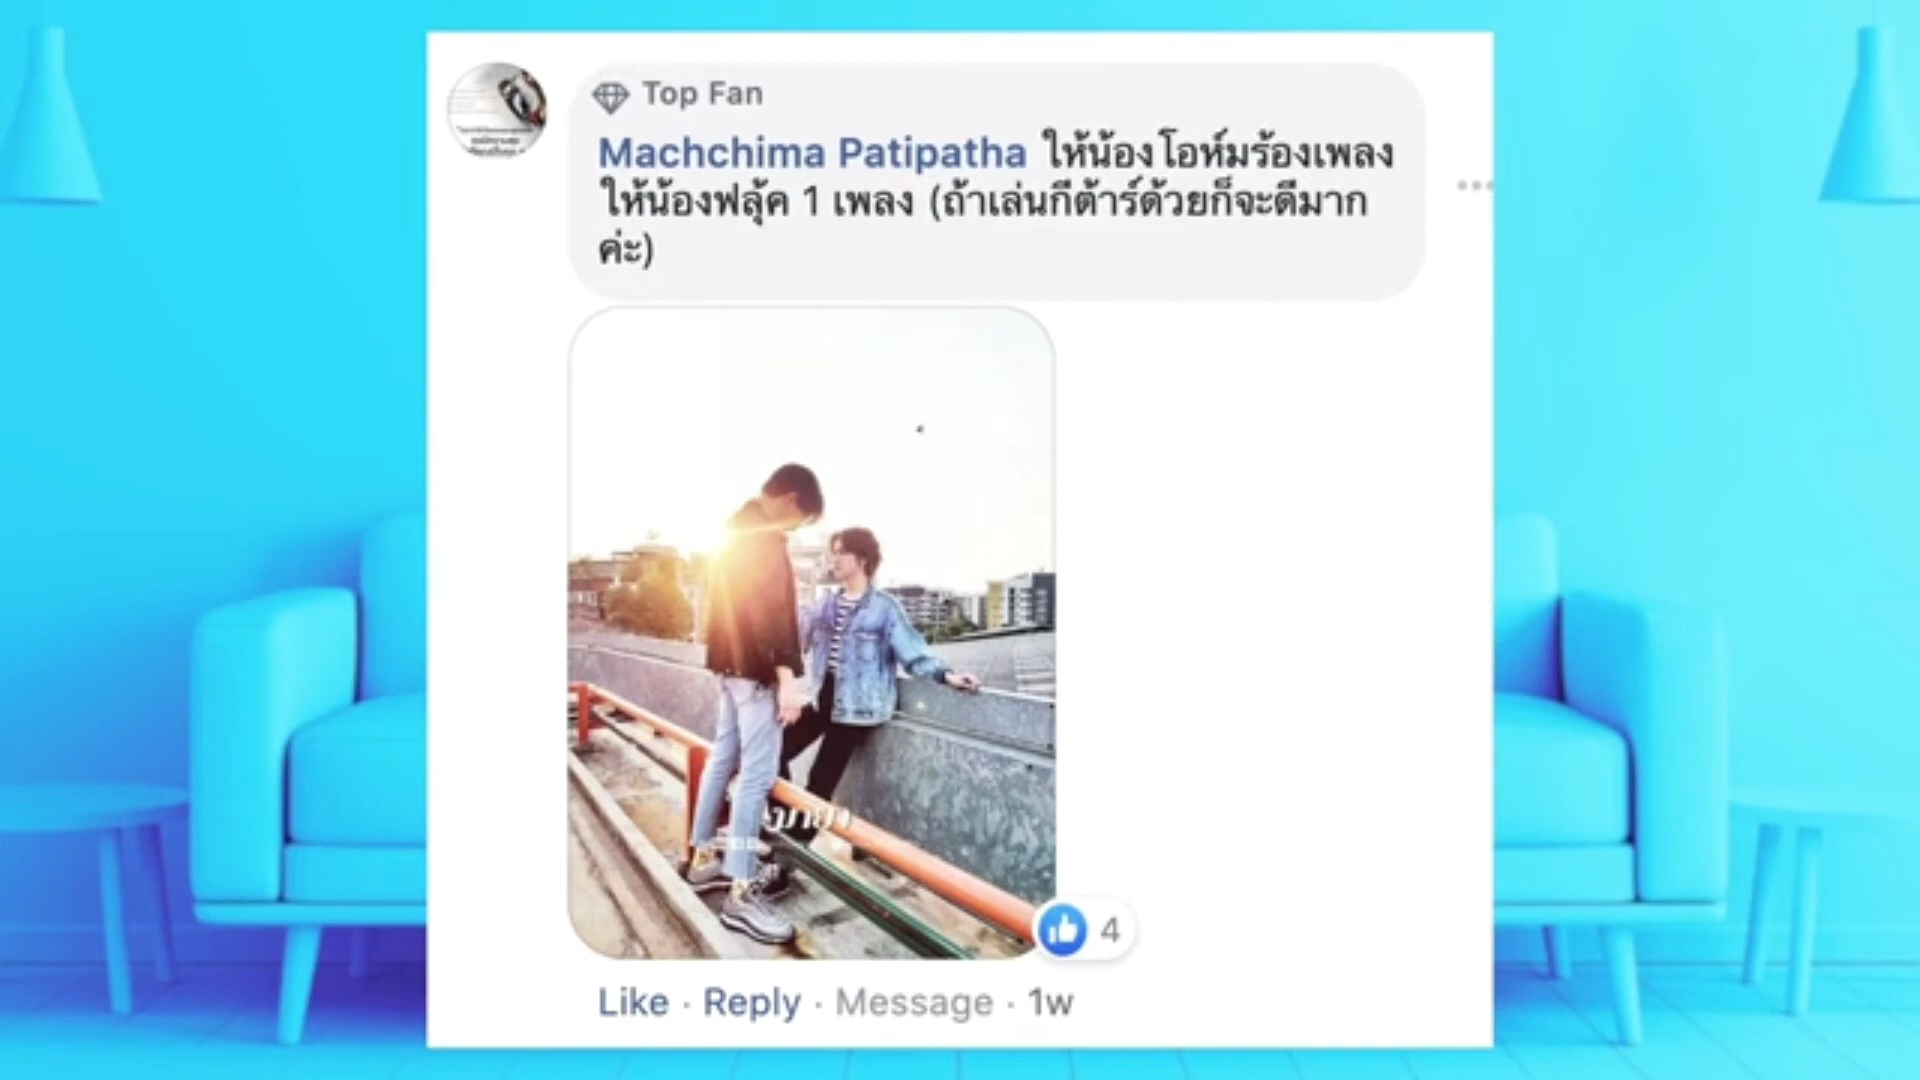 Top Fan
Machchima Patipatha ให้น้องโอห์มร้องเพลง
ให้น้องฟลุ้ค 1 เพลง (ถ้าเล่นกีต้าร์ด้วยก็จะดีมาก
ค่ะ)
4
Like · Reply · Message · 1w